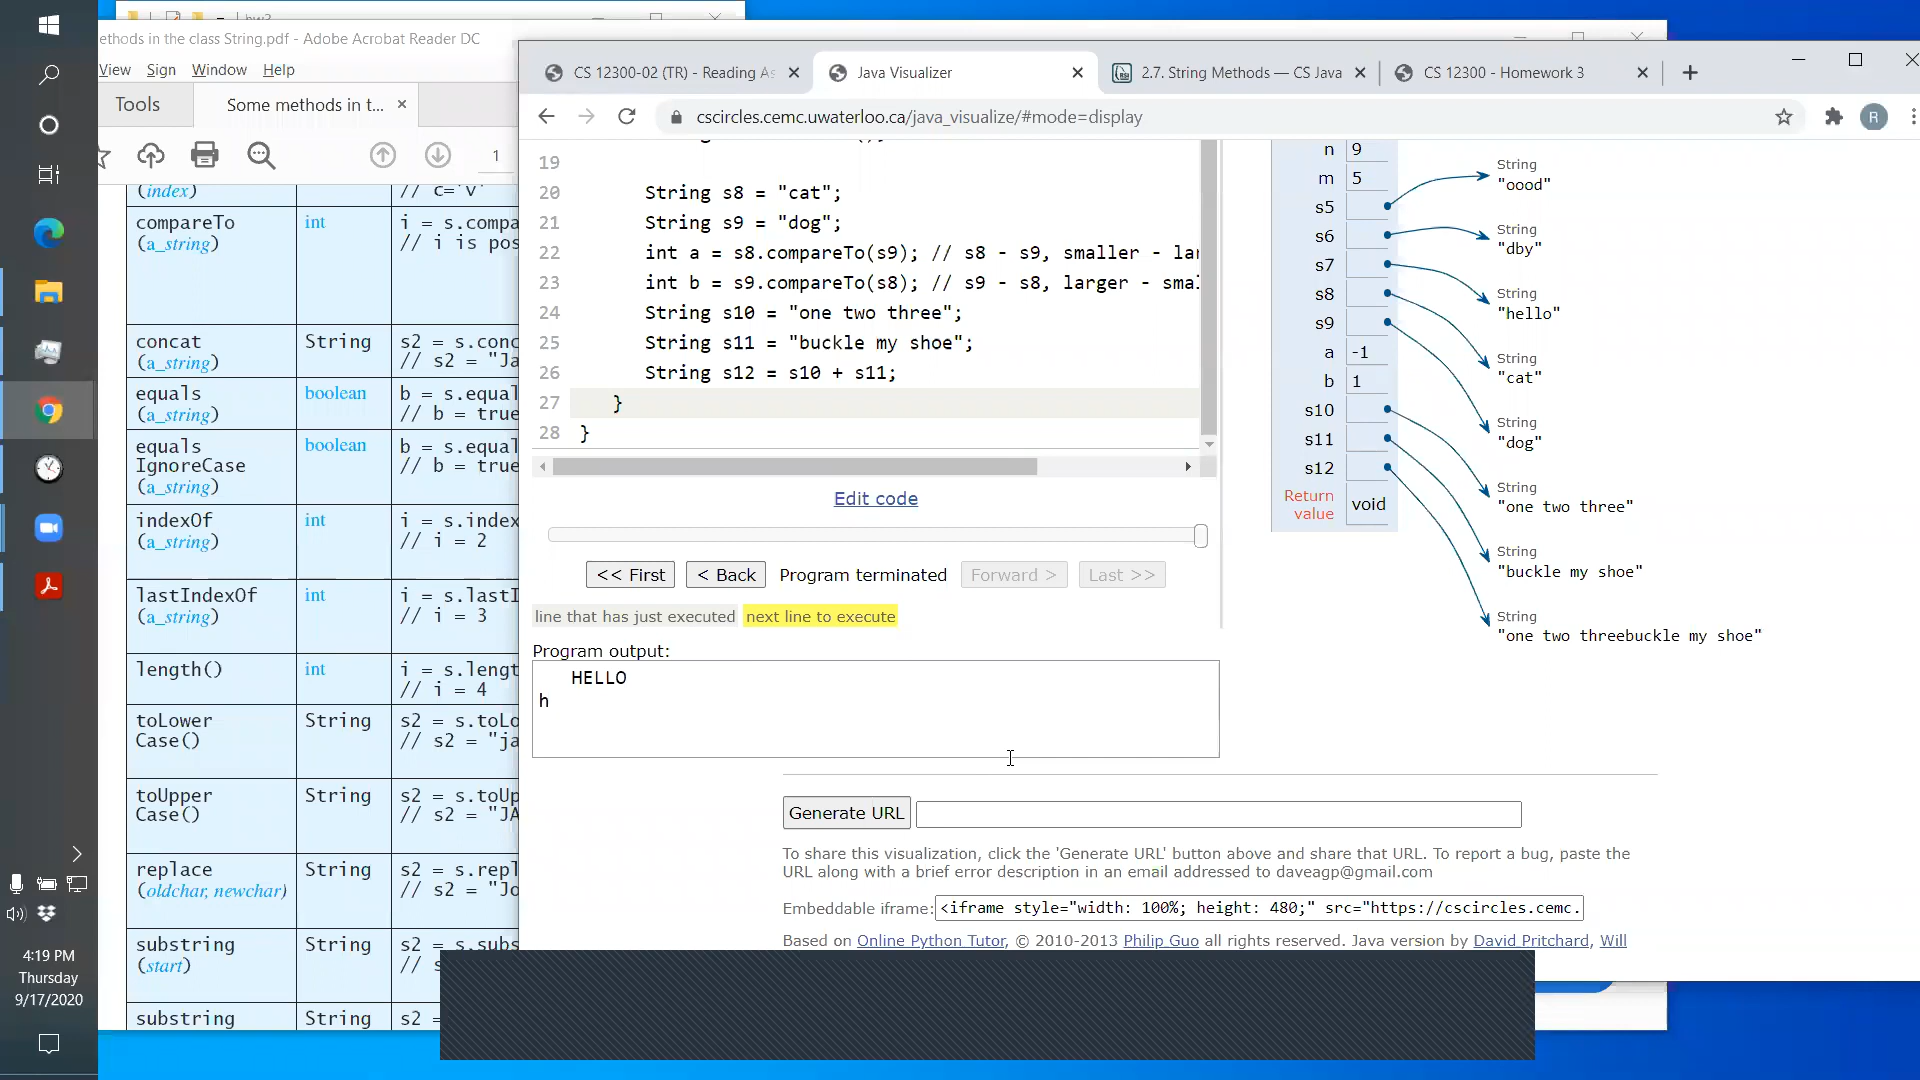 ethods in the class String.pdf - Adobe Acrobat Reader DC
View Sign Window Help
Tools
Some methods in t... ×
1
(index)
// c='v'
compareTo
(a_string)
int
i = s.compa
// i is pos
concat
(a_string)
String
s2 = s.conc
// s2 = "Ja
equals
(a_string)
boolean
b = s.equal
// b = true
equals
IgnoreCase
(a_string)
boolean
b = s.equal
// b = true
indexOf
(a_string)
int
i = s.index
// i = 2
lastIndexOf
(a_string)
int
i = s.lastI
// i = 3
length()
int
i = s.lengt
// i = 4
toLower
Case()
String
s2 = s.toLo
// s2 = "ja
toUpper
Case()
String
s2 = s.toUp
// s2 = "JA
replace
(oldchar, newchar)
String
s2 = s.repl
// s2 = "Jo
substring
(start)
String
s2 = s.subs
// s
substring
String
s2 =
4:19 PM
Thursday
9/17/2020
CS 12300-02 (TR) - Reading As
Java Visualizer
2.7. String Methods — CS Java
CS 12300 - Homework 3
cscircles.cemc.uwaterloo.ca/java_visualize/#mode=display
R
19
20 String s8 = "cat";
21 String s9 = "dog";
22 int a = s8.compareTo(s9); // s8 - s9, smaller - lar
23 int b = s9.compareTo(s8); // s9 - s8, larger - smal
24 String s10 = "one two three";
25 String s11 = "buckle my shoe";
26 String s12 = s10 + s11;
27 }
28 }
Edit code
<< First < Back Program terminated Forward > Last >>
line that has just executed next line to execute
Program output:
HELLO
h
n 9
m 5
s5
s6
s7
s8
s9
a -1
b 1
s10
s11
s12
Return
value
void
String
"oood"
String
"dby"
String
"hello"
String
"cat"
String
"dog"
String
"one two three"
String
"buckle my shoe"
String
"one two threebuckle my shoe"
Generate URL
To share this visualization, click the 'Generate URL' button above and share that URL. To report a bug, paste the
URL along with a brief error description in an email addressed to daveagp@gmail.com
Embeddable iframe: <iframe style="width: 100%; height: 480;" src="https://cscircles.cemc.
Based on Online Python Tutor, © 2010-2013 Philip Guo all rights reserved. Java version by David Pritchard, Will